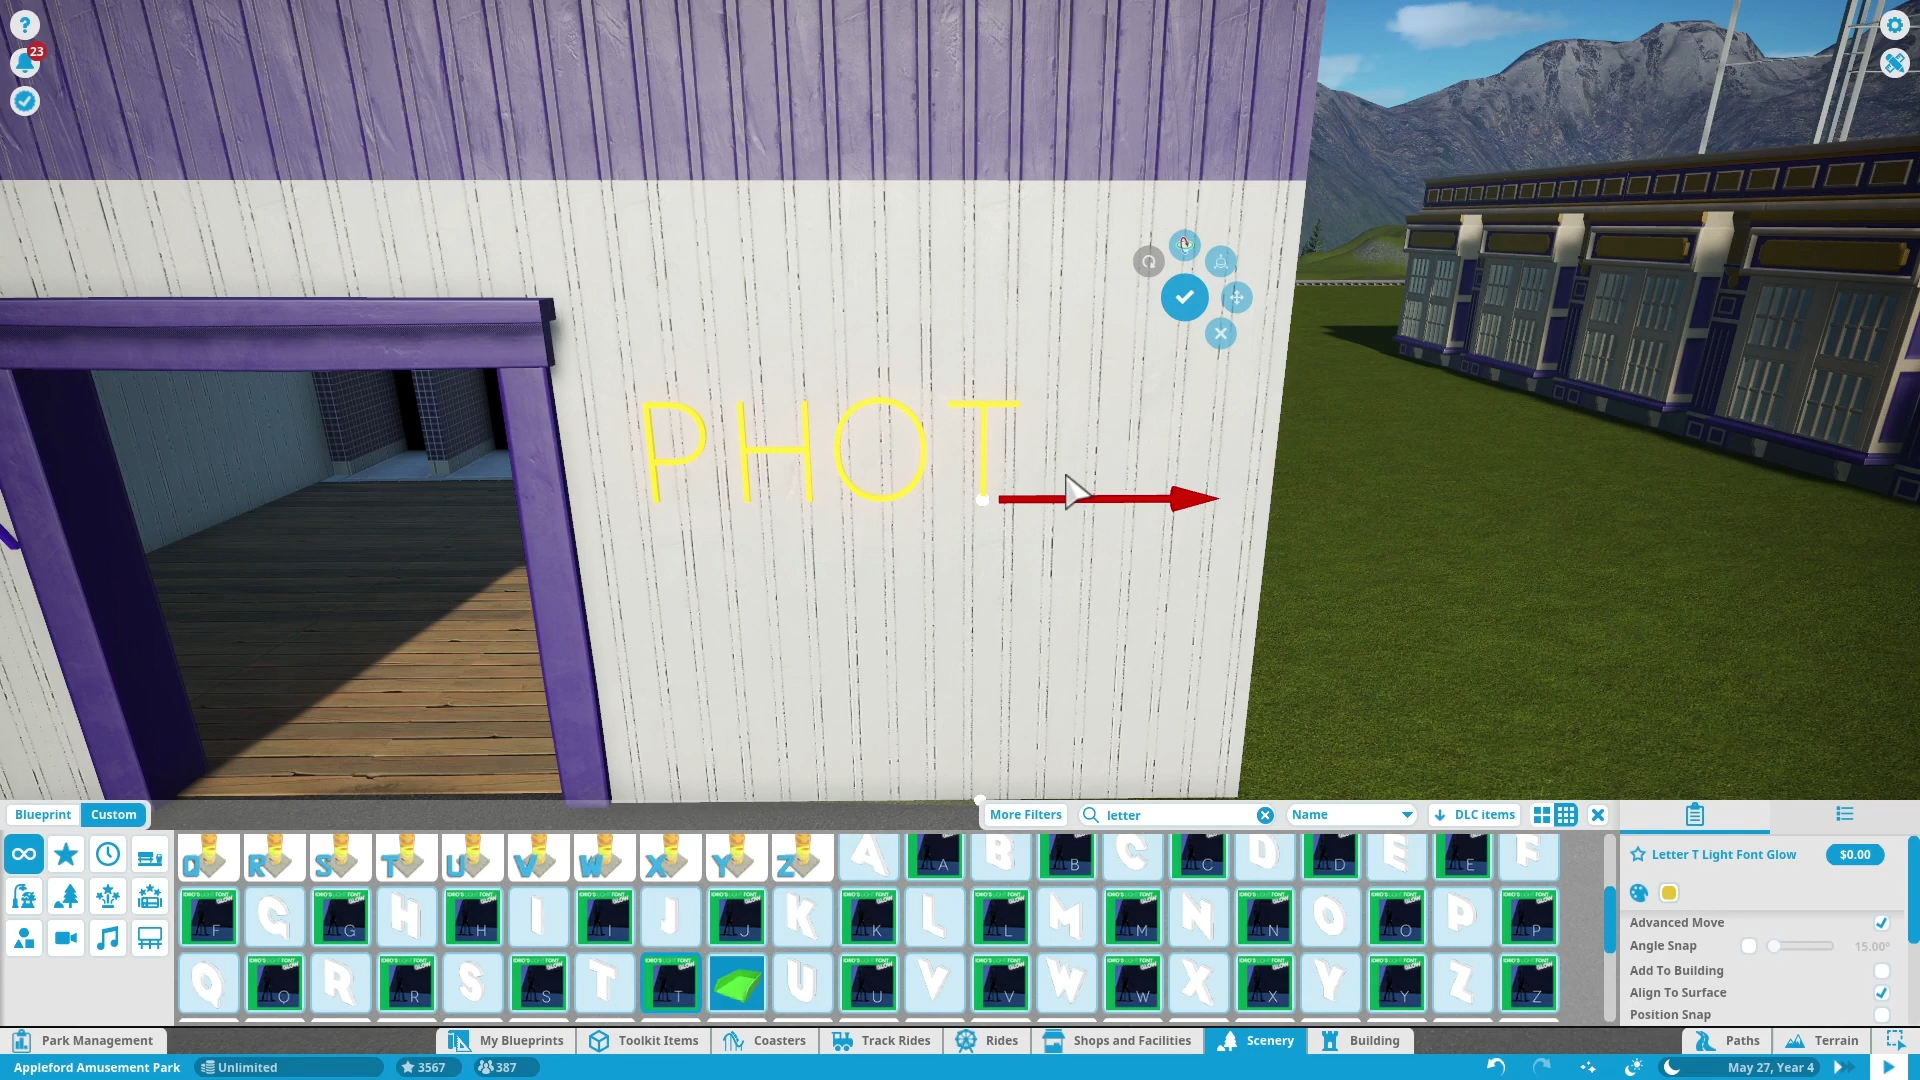 23
PHOT
Blueprint
Custom
More Filters
letter
Name
DLC items
Q R S T U V W X Y Z A A B B C C D D E E F
F G G H H I I J J K K L L M M N N O O P P
Q Q R R S S T T U U V V W W X X Y Y Z Z
Letter T Light Font Glow
$0.00
Advanced Move
Angle Snap
15.00°
Add To Building
Align To Surface
Position Snap
Park Management
My Blueprints
Toolkit Items
Coasters
Track Rides
Rides
Shops and Facilities
Scenery
Building
Paths
Terrain
Appleford Amusement Park
Unlimited
3567
387
May 27, Year 4